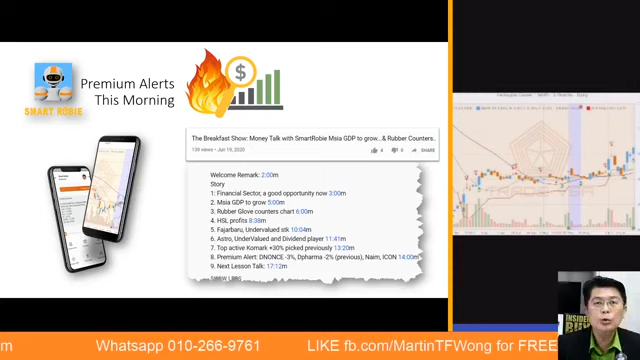 SMART ROBIE
Premium Alerts
This Morning
The Breakfast Show: Money Talk with SmartRobie Msia GDP to grow...& Rubber Counters..
139 views • Jun 19, 2020
4
0
SHARE
Welcome Remark: 2:00m
Story
1: Financial Sector, a good opportunity now 3:00m
2. Msia GDP to grow 5:00m
3. Rubber Glove counters chart 6:00m
4. HSL profits 8:38m
5. Fajarbaru, Undervalued stk 10:04m
6. Astro, UnderValued and Dividend player 11:41m
7. Top active Komark +30% picked previously 13:20m
8. Premium Alert: DNONCE -3%, Dpharma -2% (previous), Naim, ICON 14:00m
9. Next Lesson Talk: 17:12m
INSIDER
BUY
m
Whatsapp 010-266-9761
LIKE fb.com/MartinTFWong for FREE